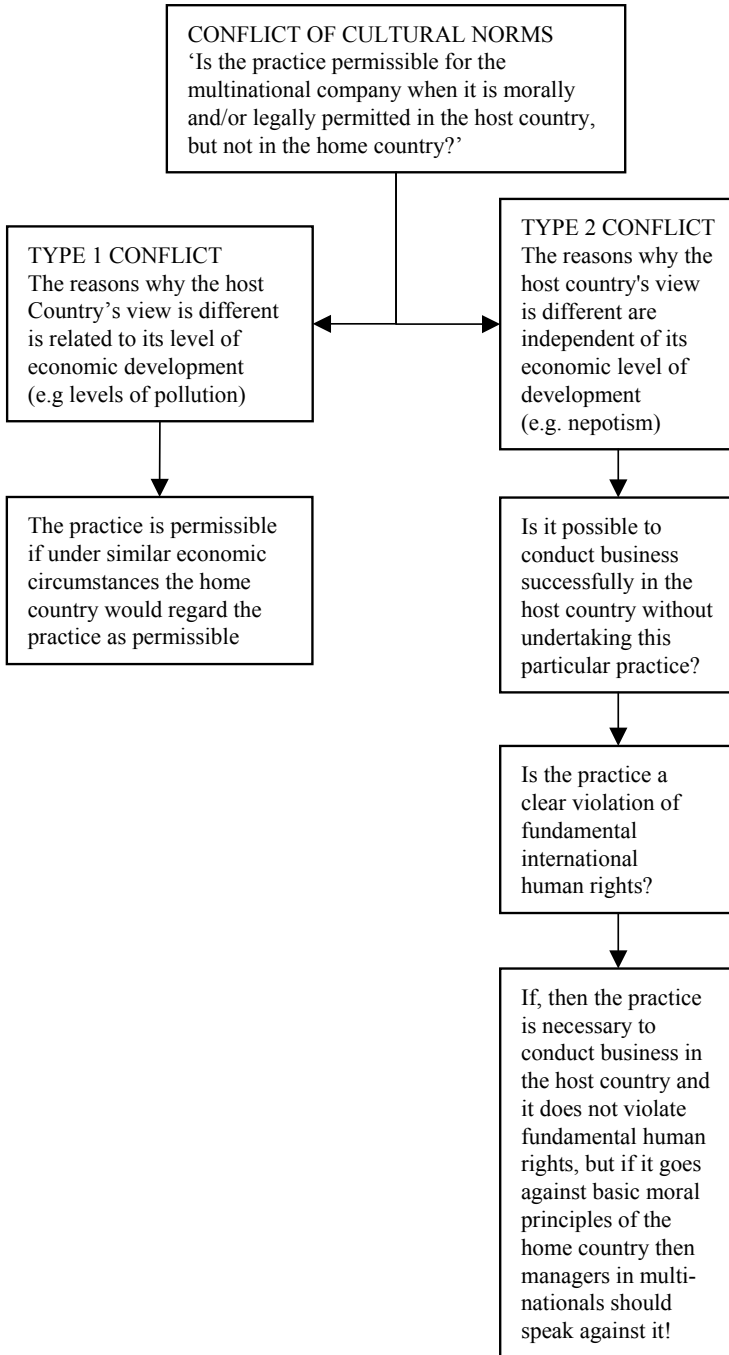 CONFLICT OF CULTURAL NORMS
‘Is the practice permissible for the
multinational company when it is morally
and/or legally permitted in the host country,
but not in the home country?’
TYPE 1 CONFLICT
The reasons why the host
Country’s view is different
is related to its level of
economic development
(e.g levels of pollution)
The practice is permissible
if under similar economic
circumstances the home
country would regard the
practice as permissible
TYPE 2 CONFLICT
The reasons why the
host country's view
is different are
independent of its
economic level of
development
(e.g. nepotism)
Is it possible to
conduct business
successfully in the
host country without
undertaking this
particular practice?
Is the practice a
clear violation of
fundamental
international
human rights?
If, then the practice
is necessary to
conduct business in
the host country and
it does not violate
fundamental human
rights, but if it goes
against basic moral
principles of the
home country then
managers in multi-
nationals should
speak against it!